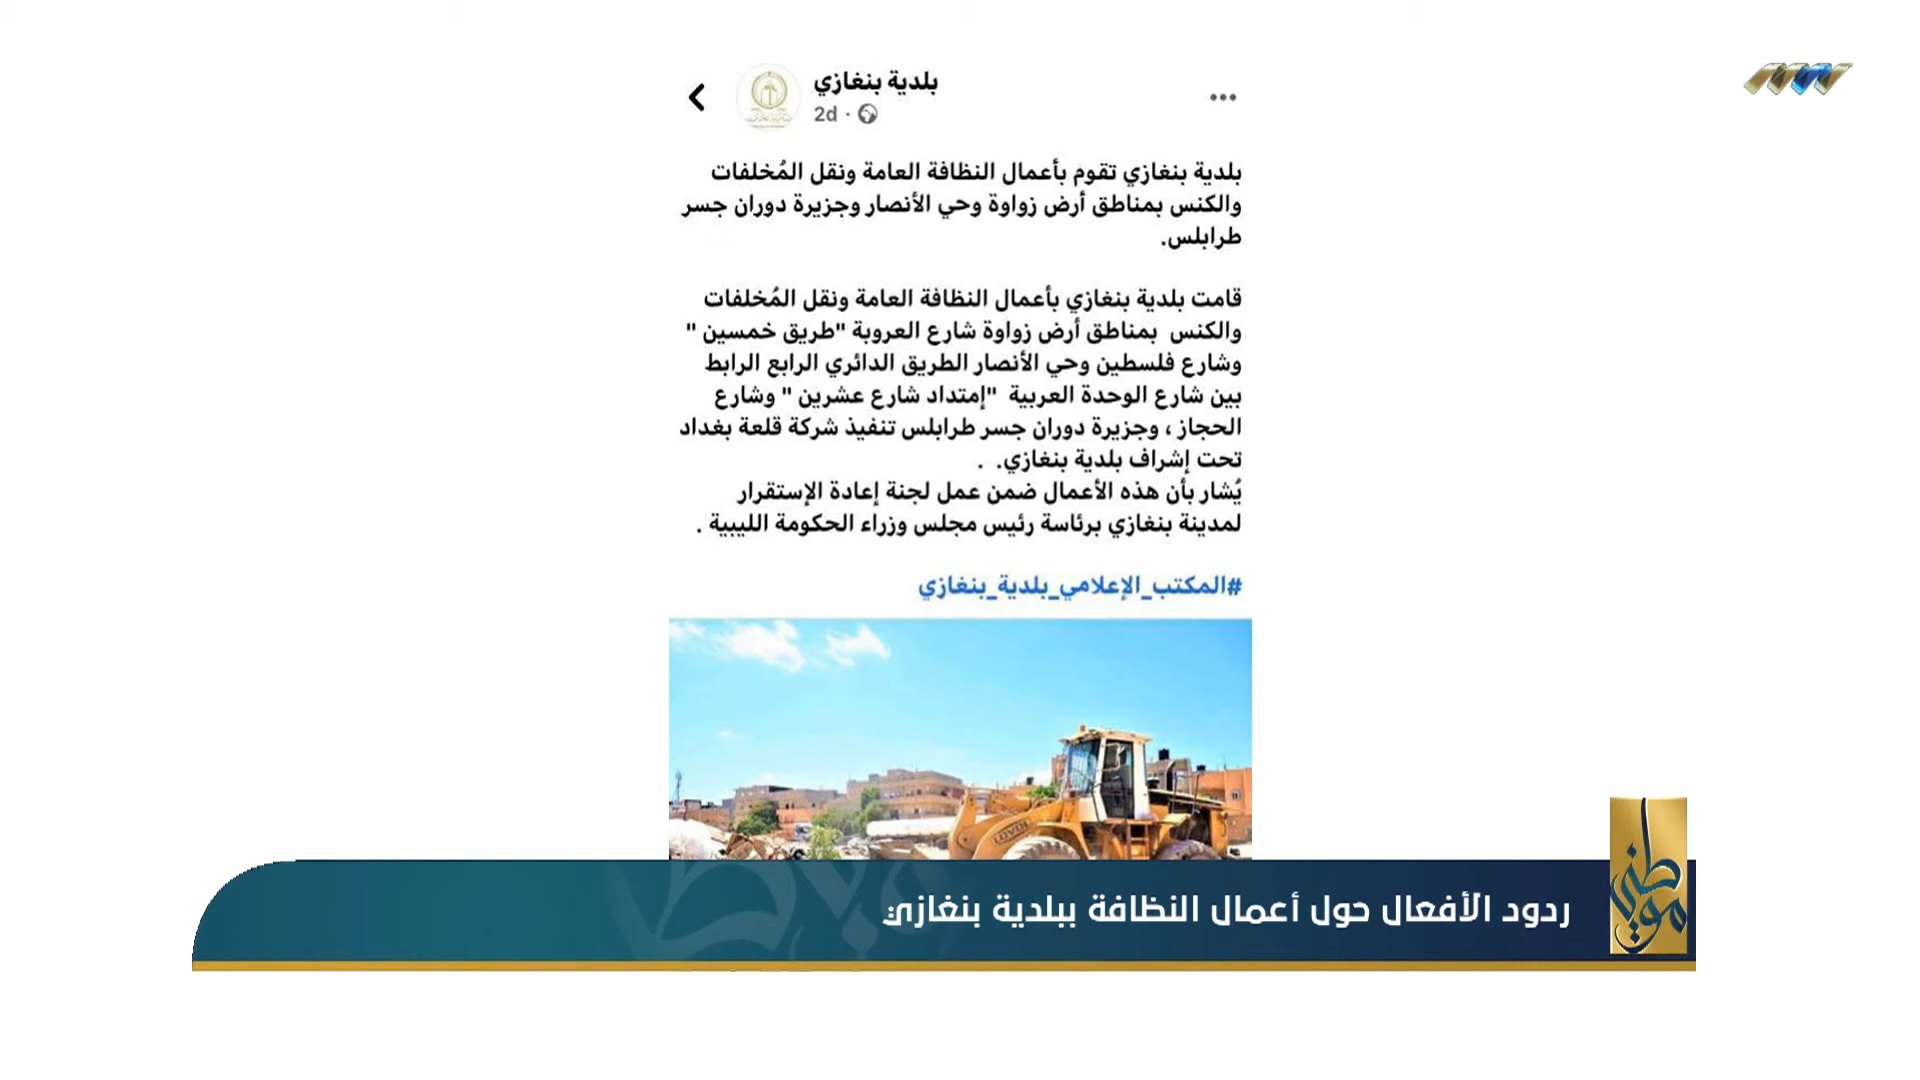 بلدية بنغازي
2d ·
بلدية بنغازي تقوم بأعمال النظافة العامة ونقل المُخلفات
والكنس بمناطق أرض زواوة وحي الأنصار وجزيرة دوران جسر
طرابلس.
قامت بلدية بنغازي بأعمال النظافة العامة ونقل المُخلفات
والكنس بمناطق أرض زواوة شارع العروبة "طريق خمسين "
وشارع فلسطين وحي الأنصار الطريق الدائري الرابع الرابط
بين شارع الوحدة العربية "إمتداد شارع عشرين " وشارع
الحجاز ، وجزيرة دوران جسر طرابلس تنفيذ شركة قلعة بغداد
تحت إشراف بلدية بنغازي. .
يُشار بأن هذه الأعمال ضمن عمل لجنة إعادة الإستقرار
لمدينة بنغازي برئاسة رئيس مجلس وزراء الحكومة الليبية .
#المكتب_الإعلامي_بلدية_بنغازي
ردود الأفعال حول أعمال النظافة ببلدية بنغازي
موطني